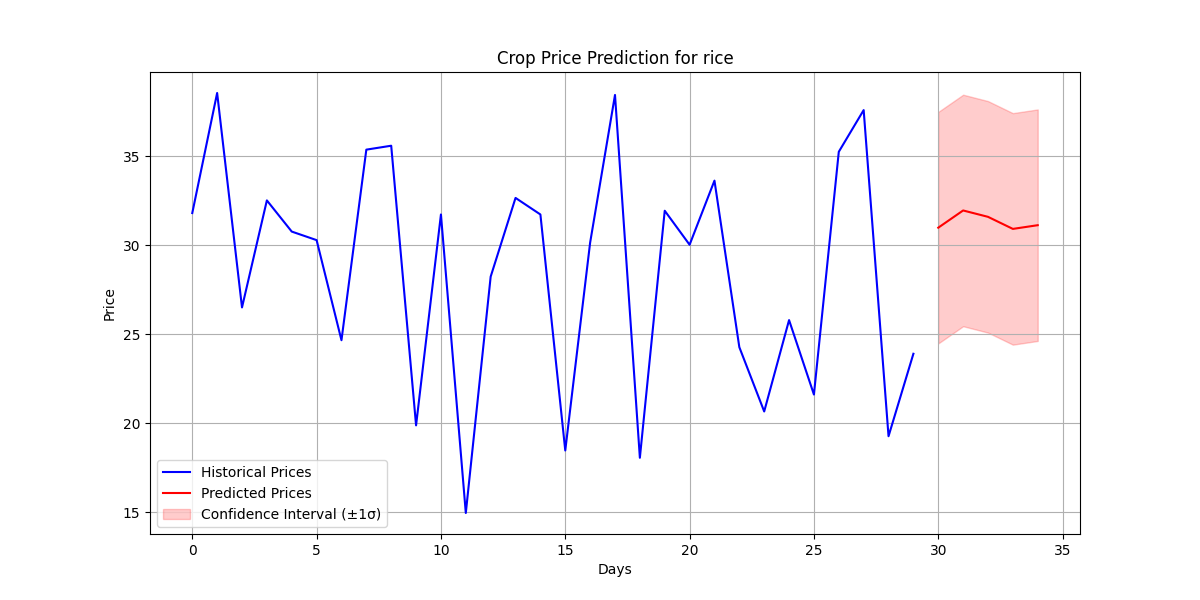 Crop Price Prediction for rice
Price
35
30
25
20
15
Historical Prices
Predicted Prices
Confidence Interval (±1σ)
0 5 10 15 20 25 30 35
Days